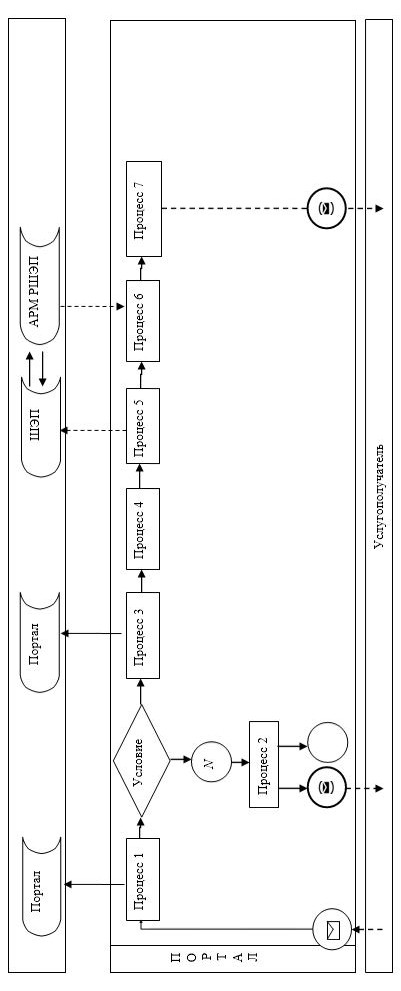 Портал
Портал
ШЭП
АРМ РШЭП
ПОРТАЛ
Процесс 1
Условие
N
Процесс 2
Процесс 3
Процесс 4
Процесс 5
Процесс 6
Процесс 7
Услугополучатель